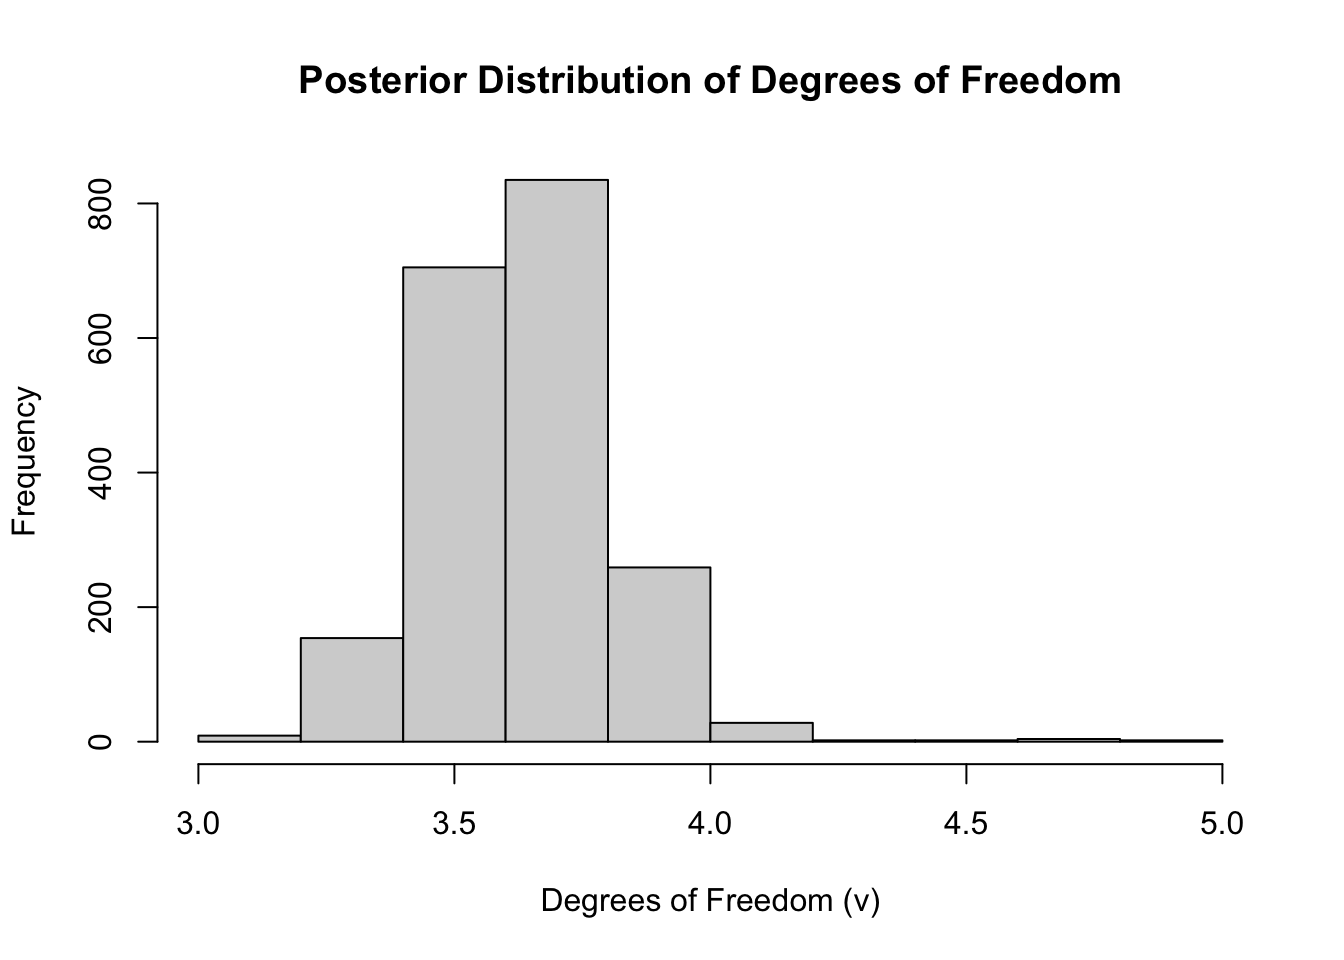 Posterior Distribution of Degrees of Freedom
800
600
400
200
0
Frequency
3.0 3.5 4.0 4.5 5.0
Degrees of Freedom (v)